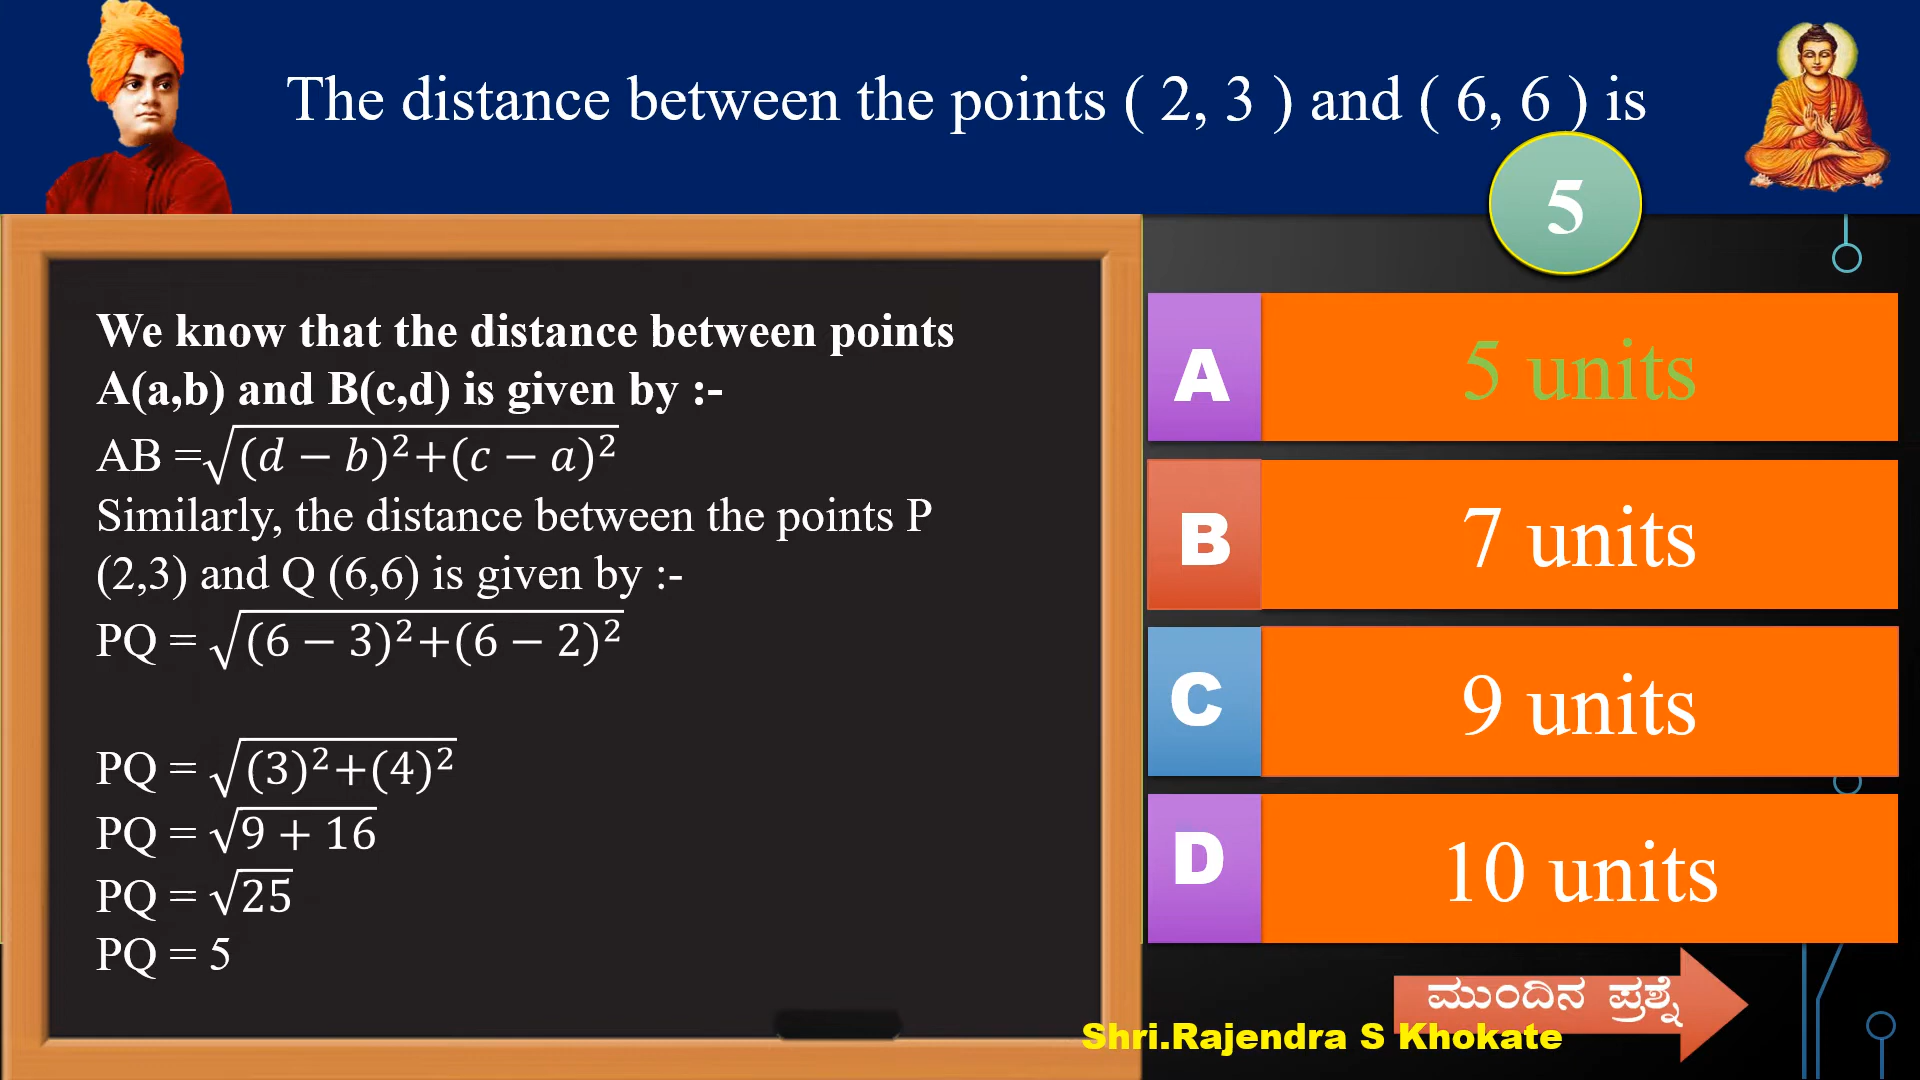 The distance between the points ( 2, 3 ) and ( 6, 6 ) is
5
We know that the distance between points
A(a,b) and B(c,d) is given by :-
AB =√(d − b)²+(c − a)²
Similarly, the distance between the points P
(2,3) and Q (6,6) is given by :-
PQ = √(6 − 3)²+(6 − 2)²
PQ = √(3)²+(4)²
PQ = √9 + 16
PQ = √25
PQ = 5
A 5 units
B 7 units
C 9 units
D 10 units
ಮುಂದಿನ ಪ್ರಶ್ನೆ
Shri.Rajendra S Khokate